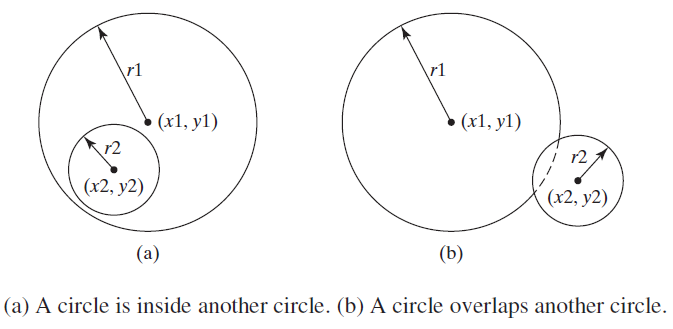 r1
(x1, y1)
r2
(x2, y2)
(a)
r1
(x1, y1)
r2
(x2, y2)
(b)
(a) A circle is inside another circle. (b) A circle overlaps another circle.